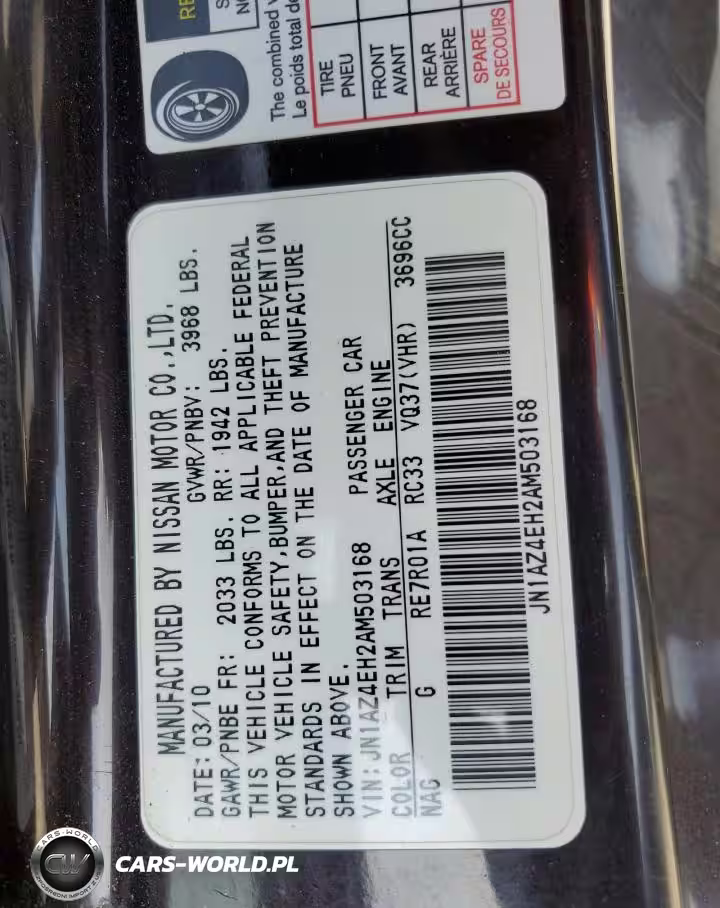 MANUFACTURED BY NISSAN MOTOR CO.,LTD.
DATE: 03/10 GVWR/PNBV: 3968 LBS.
GAWR/PNBE FR: 2033 LBS. RR: 1942 LBS.
THIS VEHICLE CONFORMS TO ALL APPLICABLE FEDERAL
MOTOR VEHICLE SAFETY,BUMPER,AND THEFT PREVENTION
STANDARDS IN EFFECT ON THE DATE OF MANUFACTURE
SHOWN ABOVE.
VIN: JN1AZ4EH2AM503168 PASSENGER CAR
COLOR TRIM TRANS AXLE ENGINE
NAG G RE7R01A RC33 VQ37(VHR) 3696CC
JN1AZ4EH2AM503168
The combined
Le poids total
TIRE
PNEU
FRONT
AVANT
REAR
ARRIÈRE
SPARE
DE SECOURS
CARS-WORLD
CW
CARS-WORLD.PL